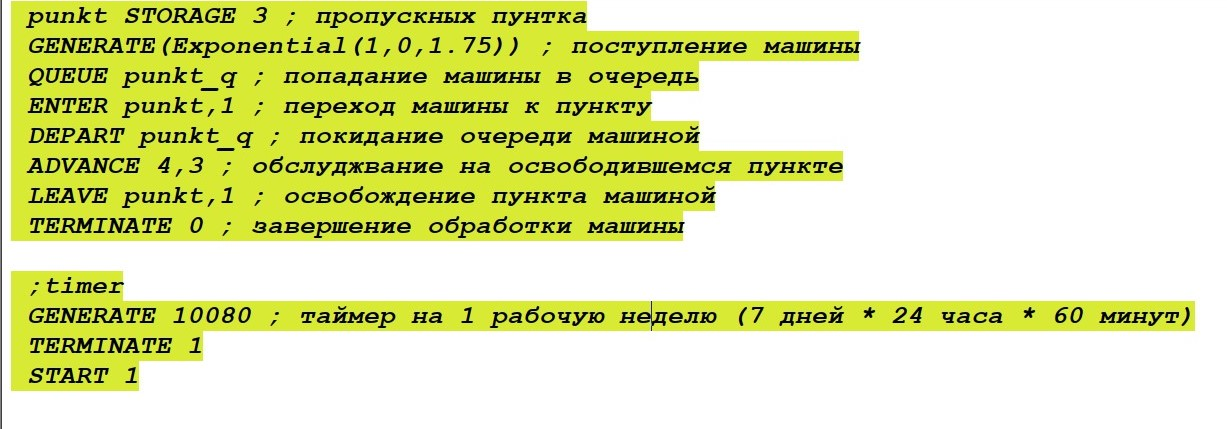 punkt STORAGE 3 ; пропускных пунтка
GENERATE(Exponential(1,0,1.75)) ; поступление машины
QUEUE punkt_q ; попадание машины в очередь
ENTER punkt,1 ; переход машины к пункту
DEPART punkt_q ; покидание очереди машиной
ADVANCE 4,3 ; обслуджвание на освободившемся пункте
LEAVE punkt,1 ; освобождение пункта машиной
TERMINATE 0 ; завершение обработки машины
;timer
GENERATE 10080 ; таймер на 1 рабочую неделю (7 дней * 24 часа * 60 минут)
TERMINATE 1
START 1